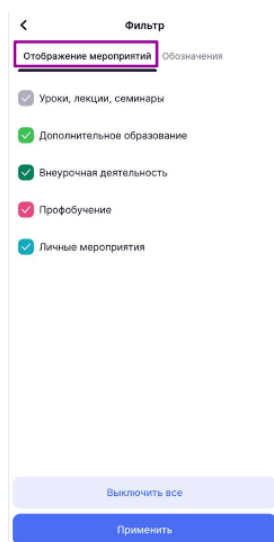 Фильтр
Отображение мероприятий Обозначения
Уроки, лекции, семинары
Дополнительное образование
Внеурочная деятельность
Профобучение
Личные мероприятия
Выключить все
Применить